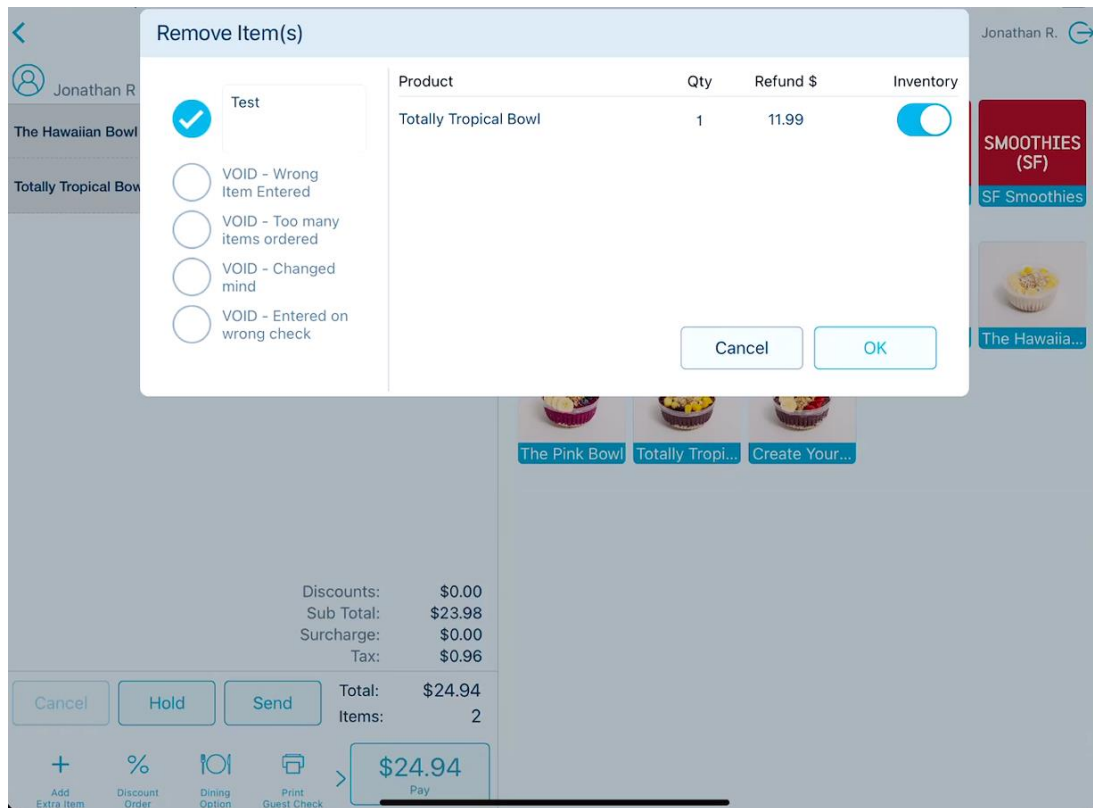 Remove Item(s)
Jonathan R.
Jonathan R
The Hawaiian Bowl
Totally Tropical Bow
Test
VOID - Wrong
Item Entered
VOID - Too many
items ordered
VOID - Changed
mind
VOID - Entered on
wrong check
Product Qty Refund $ Inventory
Totally Tropical Bowl 1 11.99
Cancel OK
SMOOTHIES
(SF)
SF Smoothies
The Hawaiia...
The Pink Bowl Totally Tropi... Create Your...
Discounts: $0.00
Sub Total: $23.98
Surcharge: $0.00
Tax: $0.96
Total: $24.94
Items: 2
Cancel Hold Send
Add
Extra Item
%
Discount
Order
Dining
Option
Print
Guest Check
$24.94
Pay